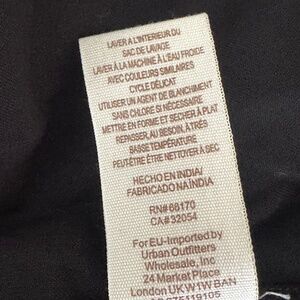 LAVER A L'INTERIEUR DU
SAC DE LAVAGE
LAVER À LA MACHINE À L'EAU FROIDE
AVEC COULEURS SIMILAIRES
CYCLE DÉLICAT
UTILISER UN AGENT DE BLANCHIMENT
SANS CHLORE SI NÉCESSAIRE
METTRE EN FORME ET SÉCHER À PLAT
REPASSER, AU BESOIN, À TRÈS
BASSE TEMPÉRATURE
PEUT-ÊTRE ÊTRE NETTOYER À SEC
HECHO EN INDIA/
FABRICADO NA ÍNDIA
RN#66170
CA#32054
For EU-Imported by
Urban Outfitters
Wholesale, Inc
24 Market Place
London UK W1W 8AN